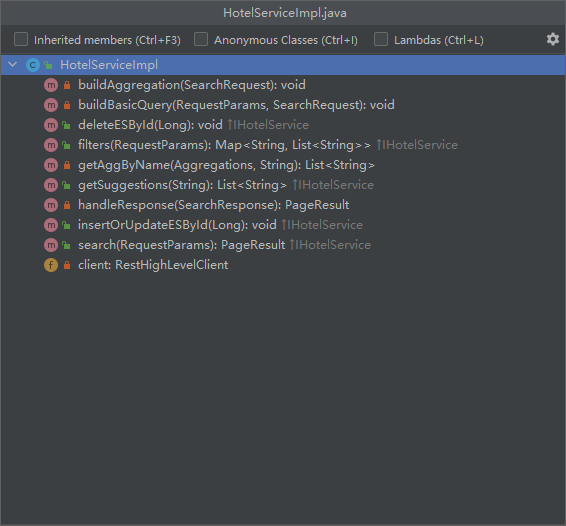 HotelServiceImpl.java
Inherited members (Ctrl+F3) Anonymous Classes (Ctrl+I) Lambdas (Ctrl+L)
C HotelServiceImpl
m buildAggregation(SearchRequest): void
m buildBasicQuery(RequestParams, SearchRequest): void
m deleteESById(Long): void ↑IHotelService
m filters(RequestParams): Map<String, List<String>> ↑IHotelService
m getAggByName(Aggregations, String): List<String>
m getSuggestions(String): List<String> ↑IHotelService
m handleResponse(SearchResponse): PageResult
m insertOrUpdateESById(Long): void ↑IHotelService
m search(RequestParams): PageResult ↑IHotelService
f client: RestHighLevelClient